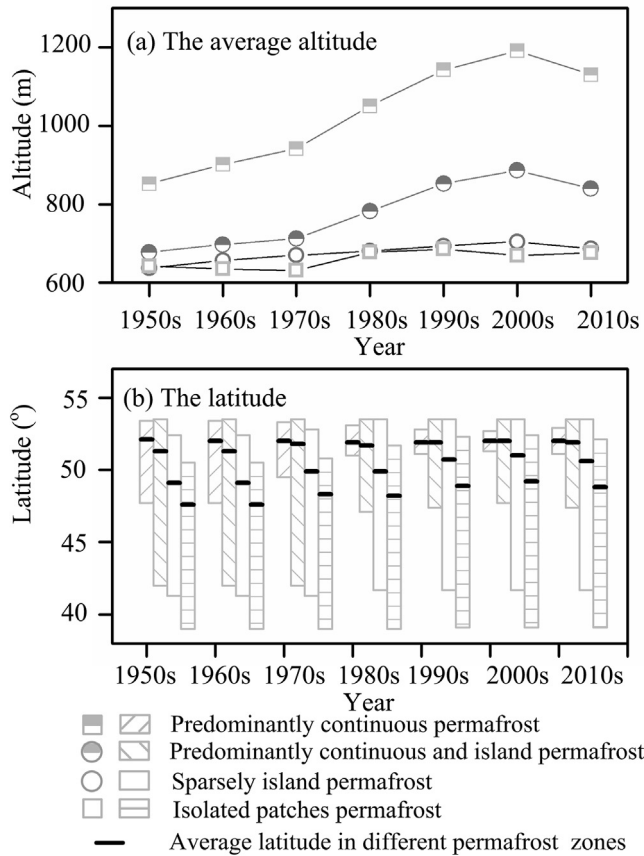 (a) The average altitude
Altitude (m)
1200
1000
800
600
1950s 1960s 1970s 1980s 1990s 2000s 2010s
Year
(b) The latitude
Latitude (°)
55
50
45
40
1950s 1960s 1970s 1980s 1990s 2000s 2010s
Year
Predominantly continuous permafrost
Predominantly continuous and island permafrost
Sparsely island permafrost
Isolated patches permafrost
Average latitude in different permafrost zones